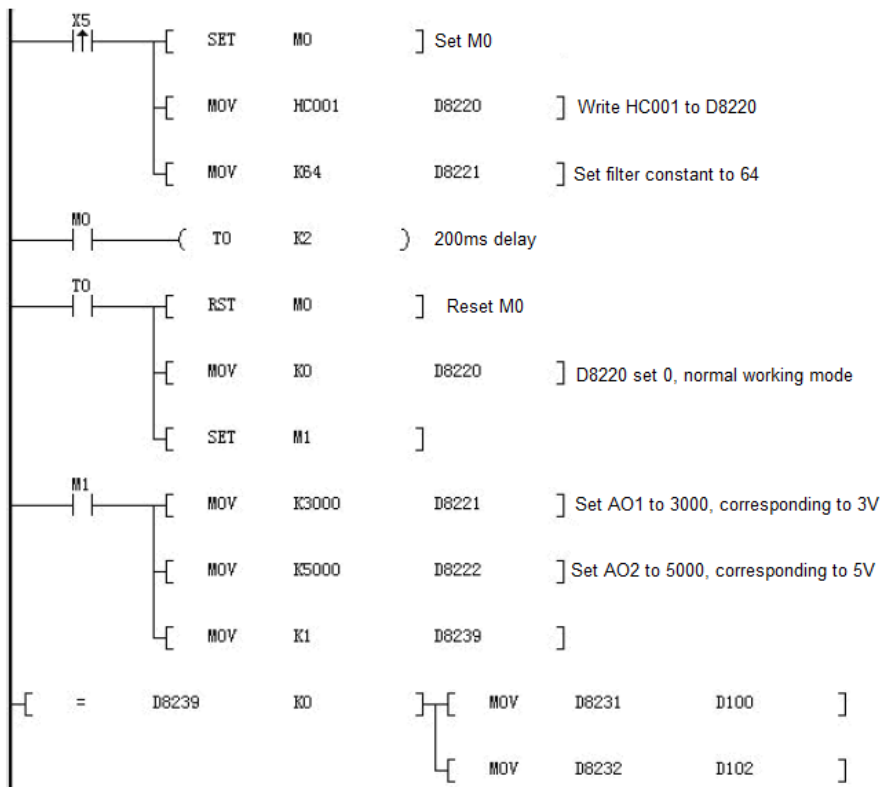 X5
[ SET M0 ] Set M0
[ MOV HC001 D8220 ] Write HC001 to D8220
[ MOV K64 D8221 ] Set filter constant to 64
M0
( T0 K2 ) 200ms delay
T0
[ RST M0 ] Reset M0
[ MOV K0 D8220 ] D8220 set 0, normal working mode
[ SET M1 ]
M1
[ MOV K3000 D8221 ] Set AO1 to 3000, corresponding to 3V
[ MOV K5000 D8222 ] Set AO2 to 5000, corresponding to 5V
[ MOV K1 D8239 ]
[ = D8239 K0 ] [ MOV D8231 D100 ]
[ MOV D8232 D102 ]